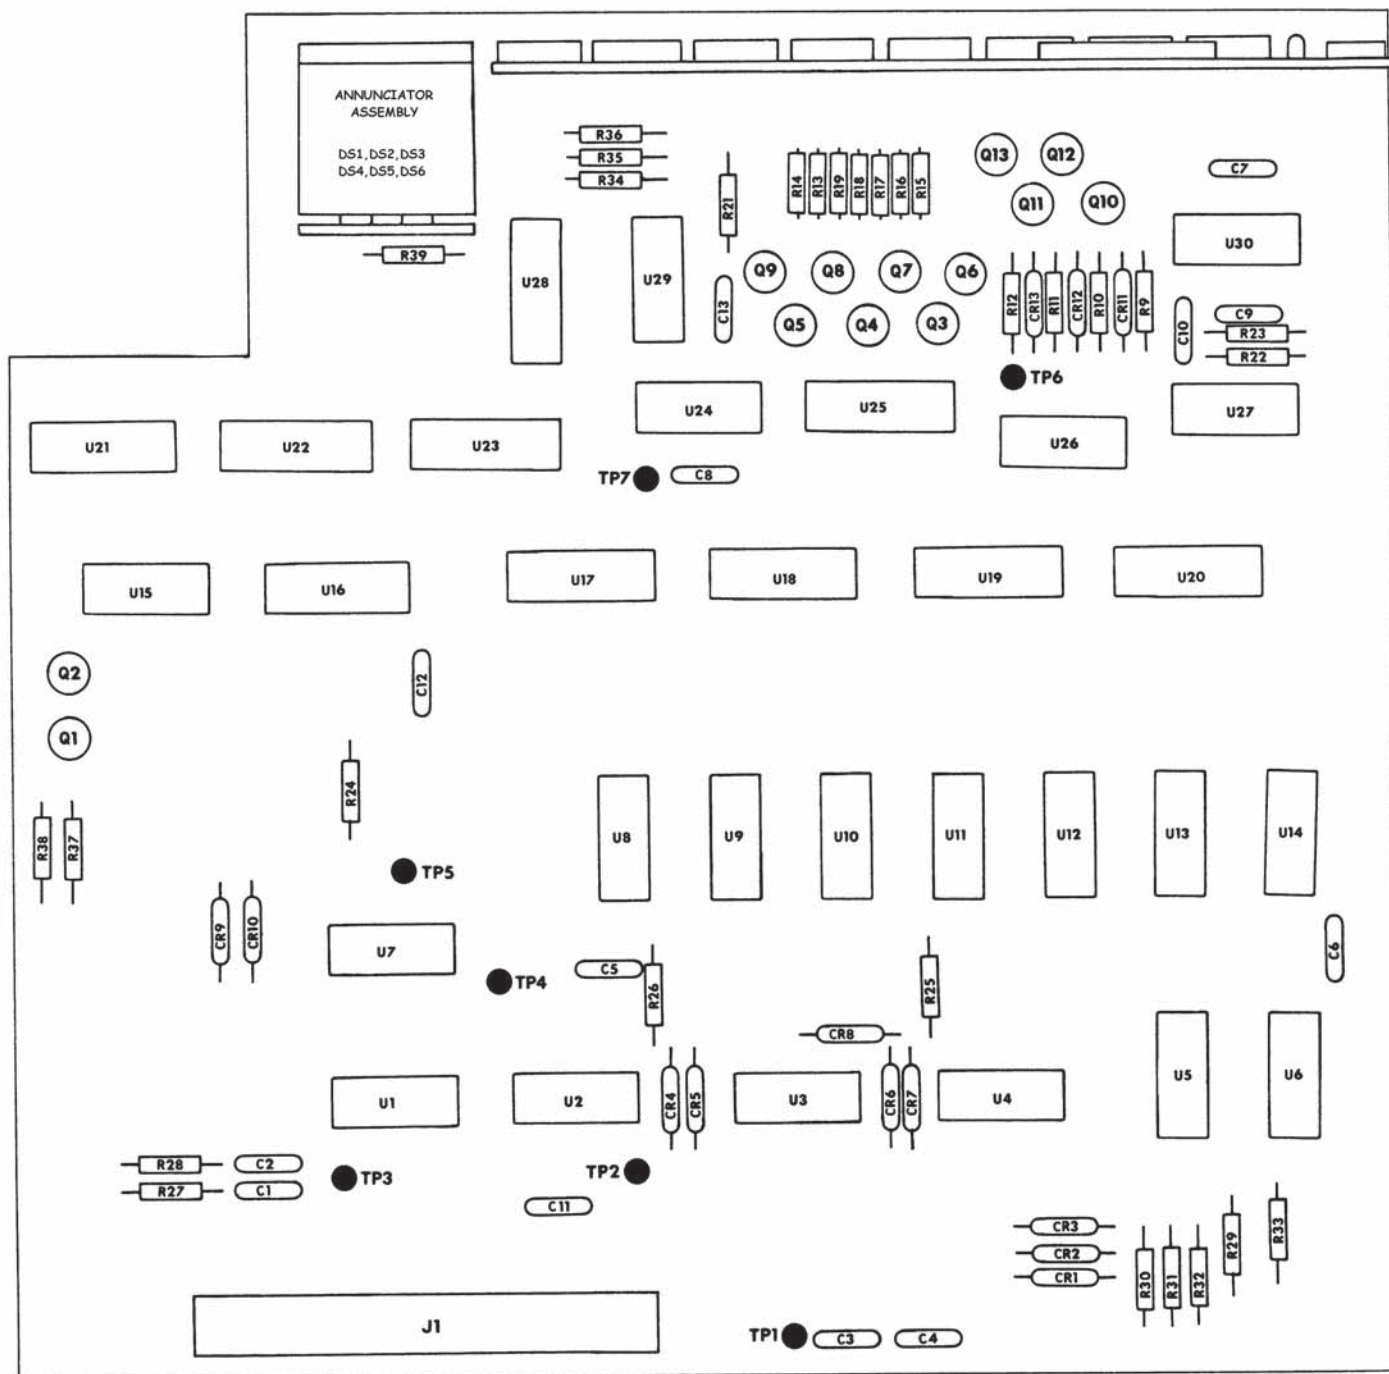 ANNUNCIATOR
ASSEMBLY
DS1,DS2,DS3
DS4,DS5,DS6
R36
R35
R34
R39
R21
R14
R13
R19
R18
R17
R16
R15
Q13
Q12
Q11
Q10
C7
U30
U28
U29
C13
Q9
Q8
Q7
Q6
Q5
Q4
Q3
R12
CR13
R11
CR12
R10
CR11
R9
C10
C9
R23
R22
TP6
U21
U22
U23
U24
U25
U26
U27
TP7
C8
U15
U16
U17
U18
U19
U20
Q2
Q1
C12
R24
R38
R37
U8
U9
U10
U11
U12
U13
U14
TP5
CR9
CR10
U7
TP4
C5
R26
R25
C6
CR8
U1
U2
CR4
CR5
U3
CR6
CR7
U4
U5
U6
R28
C2
R27
C1
TP3
TP2
C11
CR3
CR2
CR1
R30
R31
R32
R29
R33
J1
TP1
C3
C4